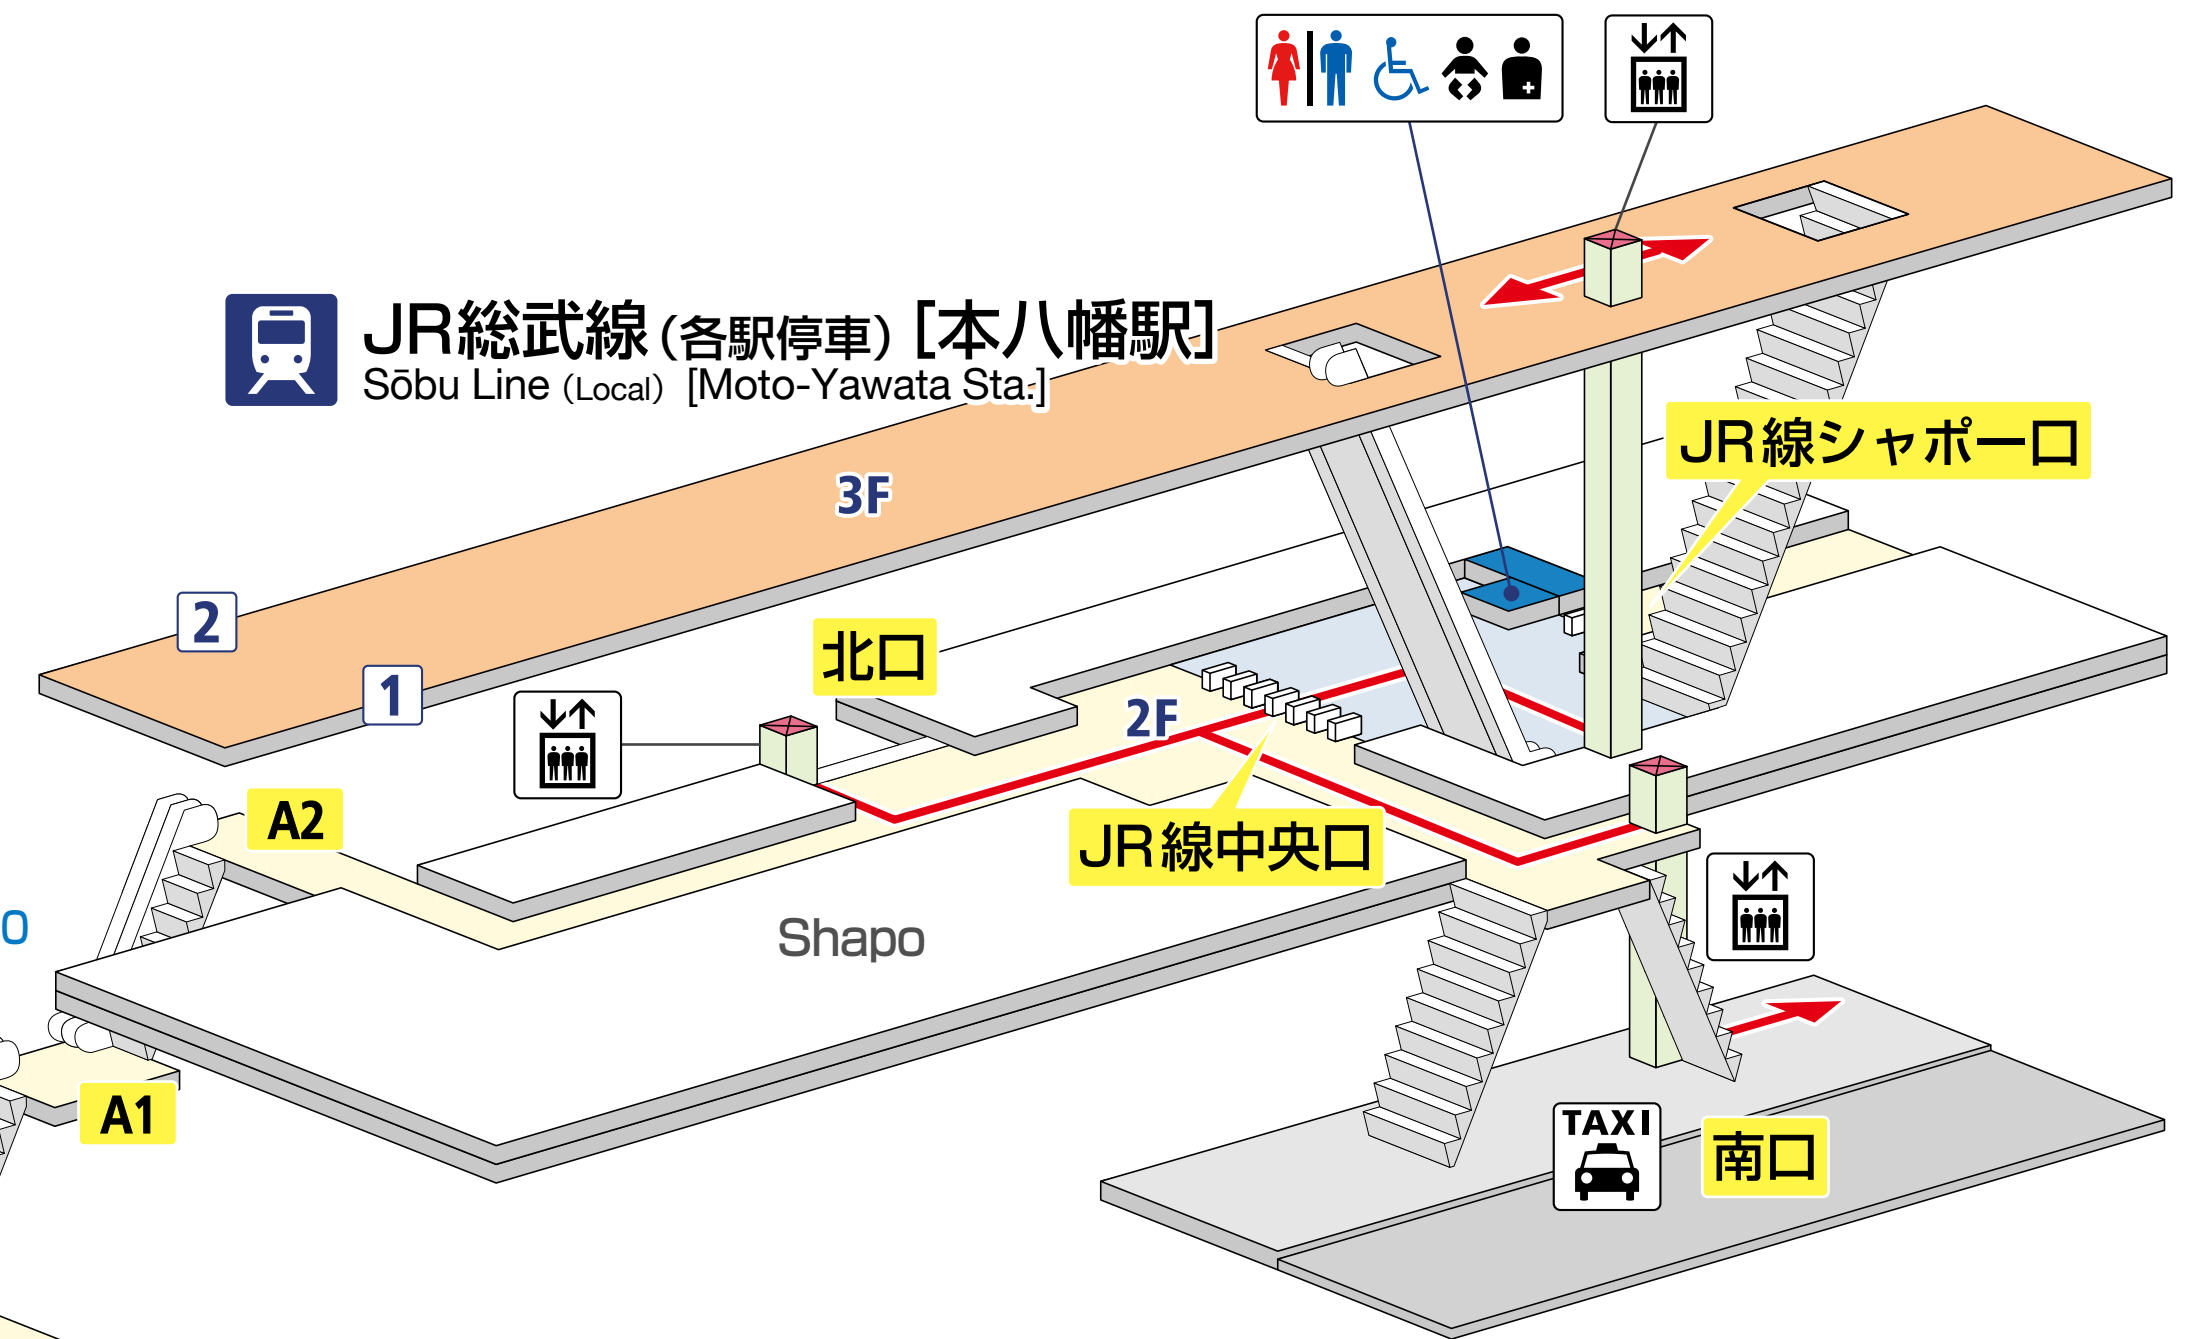 JR総武線(各駅停車)[本八幡駅]
Sōbu Line (Local) [Moto-Yawata Sta.]
JR線シャポー口
3F
2
1
北口
2F
A2
JR線中央口
Shapo
o
A1
TAXI
南口